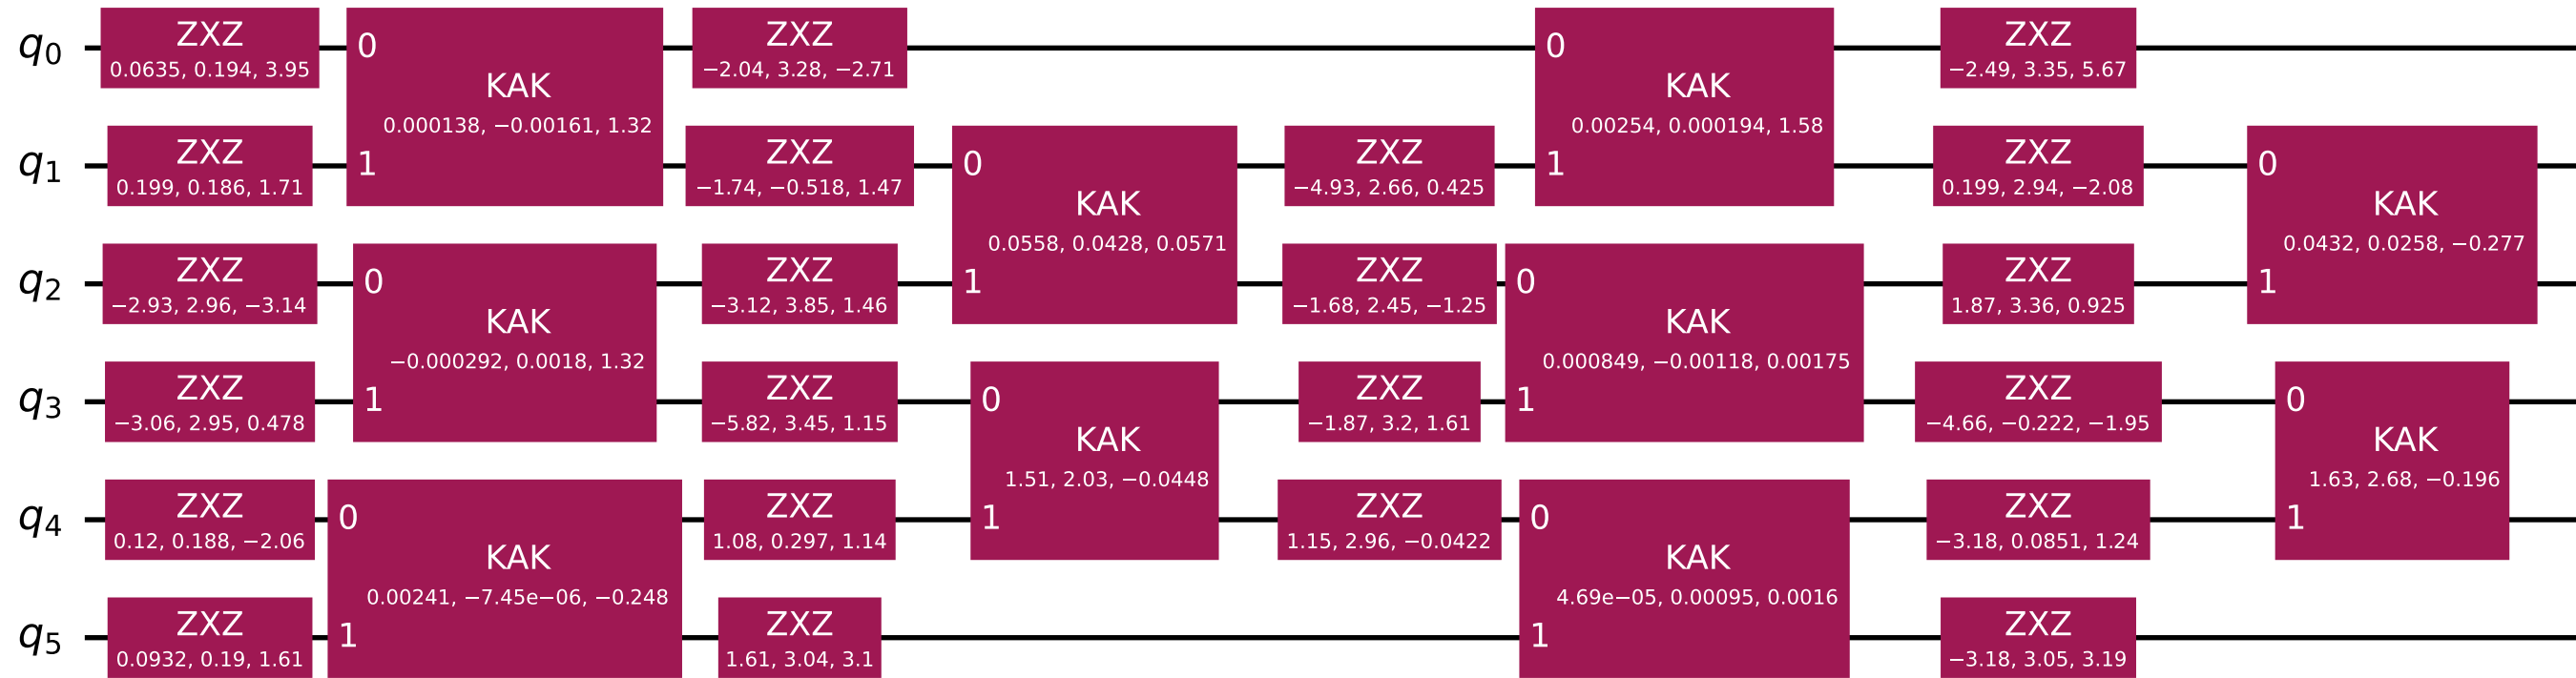 q0
ZXZ
0.0635, 0.194, 3.95
0
1
KAK
0.000138, −0.00161, 1.32
ZXZ
−2.04, 3.28, −2.71
0
1
KAK
0.00254, 0.000194, 1.58
ZXZ
−2.49, 3.35, 5.67
q1
ZXZ
0.199, 0.186, 1.71
ZXZ
−1.74, −0.518, 1.47
0
1
KAK
0.0558, 0.0428, 0.0571
ZXZ
−4.93, 2.66, 0.425
ZXZ
0.199, 2.94, −2.08
0
1
KAK
0.0432, 0.0258, −0.277
q2
ZXZ
−2.93, 2.96, −3.14
0
1
KAK
−0.000292, 0.0018, 1.32
ZXZ
−3.12, 3.85, 1.46
ZXZ
−1.68, 2.45, −1.25
0
1
KAK
0.000849, −0.00118, 0.00175
ZXZ
1.87, 3.36, 0.925
q3
ZXZ
−3.06, 2.95, 0.478
ZXZ
−5.82, 3.45, 1.15
0
1
KAK
1.51, 2.03, −0.0448
ZXZ
−1.87, 3.2, 1.61
ZXZ
−4.66, −0.222, −1.95
0
1
KAK
1.63, 2.68, −0.196
q4
ZXZ
0.12, 0.188, −2.06
0
1
KAK
0.00241, −7.45e−06, −0.248
ZXZ
1.08, 0.297, 1.14
ZXZ
1.15, 2.96, −0.0422
0
1
KAK
4.69e−05, 0.00095, 0.0016
ZXZ
−3.18, 0.0851, 1.24
q5
ZXZ
0.0932, 0.19, 1.61
ZXZ
1.61, 3.04, 3.1
ZXZ
−3.18, 3.05, 3.19